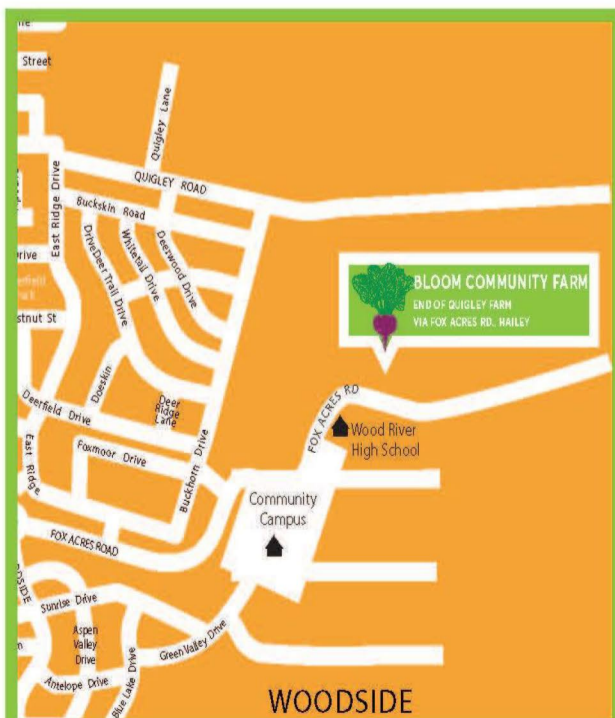 Street
Quigley Lane
QUIGLEY ROAD
East Ridge Drive
Buckskin Road
Drive
Deer Trail Drive
Whitetail Drive
Deerwood Drive
BLOOM COMMUNITY FARM
END OF QUIGLEY FARM
VIA FOX ACRES RD., HAILEY
Doeskin
Deerfield Drive
Deer
Ridge
Lane
FOX ACRES RD
Wood River
High School
East Ridge
Foxmoor Drive
Buckhorn Drive
Community
Campus
FOX ACRES ROAD
Sunrise Drive
Aspen
Valley
Drive
Green Valley Drive
Antelope Drive
Blue Lake Drive
WOODSIDE